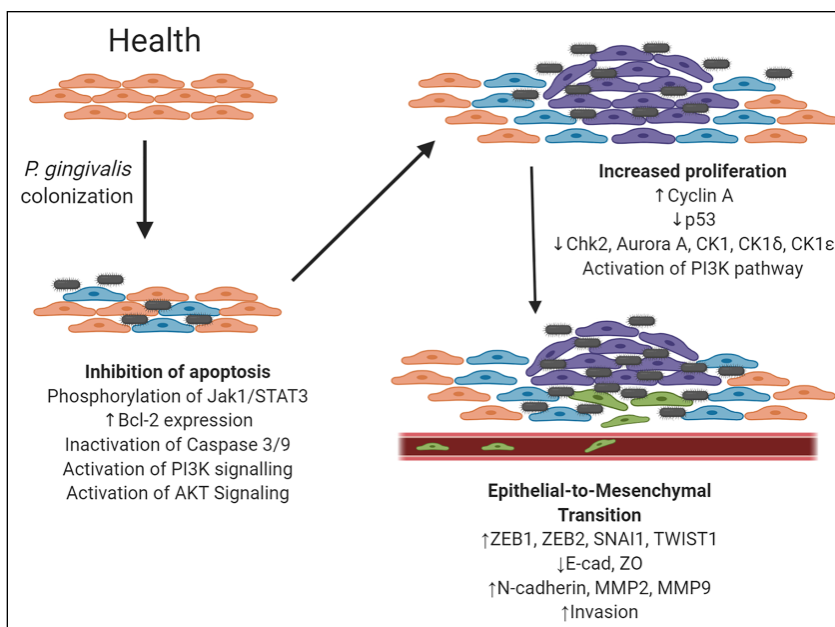 Health
P. gingivalis
colonization
Inhibition of apoptosis
Phosphorylation of Jak1/STAT3
↑Bcl-2 expression
Inactivation of Caspase 3/9
Activation of PI3K signalling
Activation of AKT Signaling
Increased proliferation
↑Cyclin A
↓p53
↓Chk2, Aurora A, CK1, CK1δ, CK1ε
Activation of PI3K pathway
Epithelial-to-Mesenchymal
Transition
↑ZEB1, ZEB2, SNAI1, TWIST1
↓E-cad, ZO
↑N-cadherin, MMP2, MMP9
↑Invasion